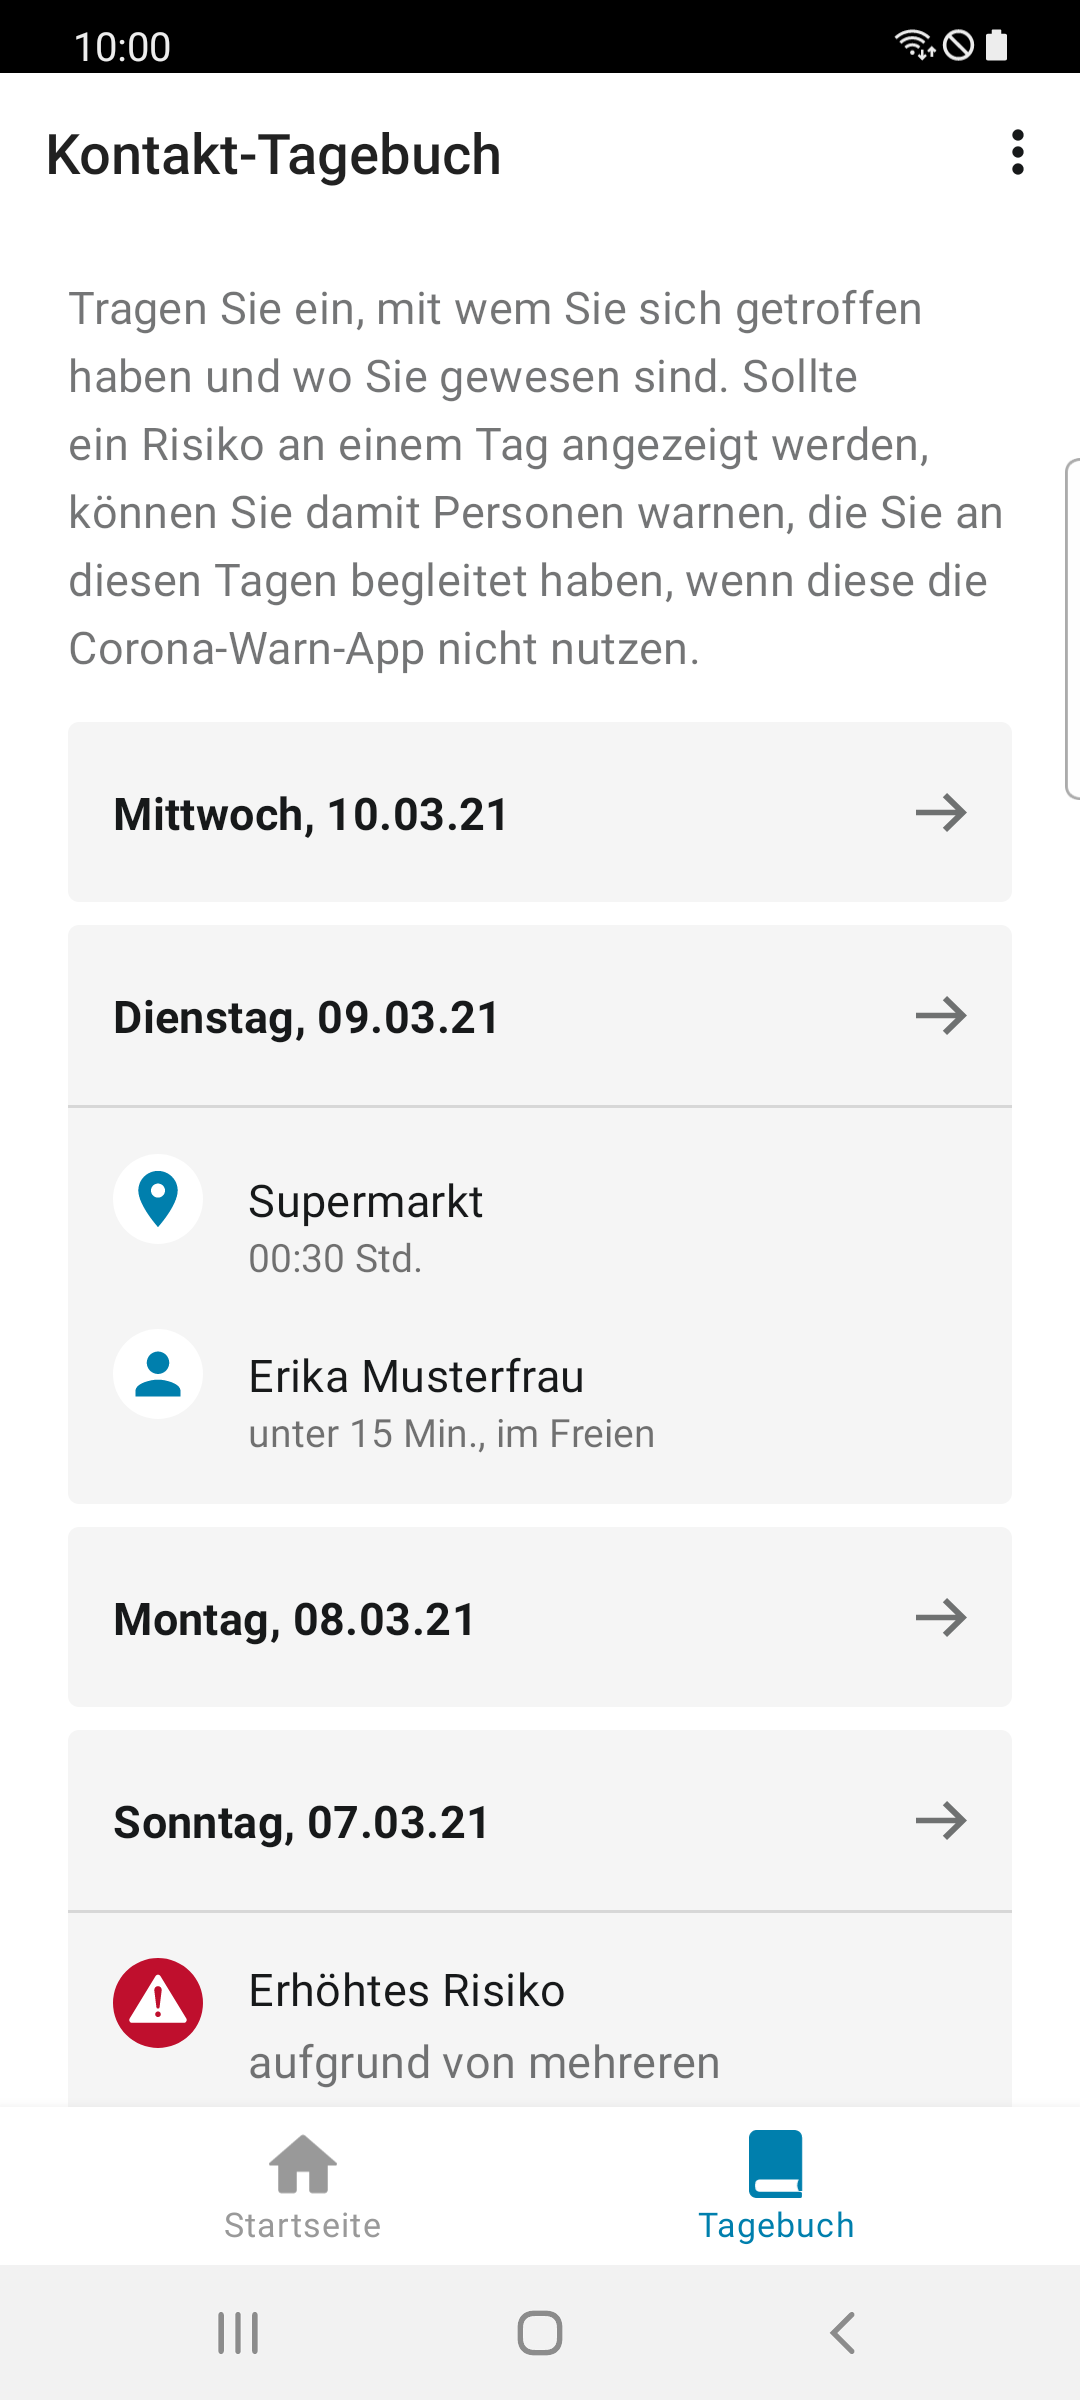 10:00
Kontakt-Tagebuch
Tragen Sie ein, mit wem Sie sich getroffen
haben und wo Sie gewesen sind. Sollte
ein Risiko an einem Tag angezeigt werden,
können Sie damit Personen warnen, die Sie an
diesen Tagen begleitet haben, wenn diese die
Corona-Warn-App nicht nutzen.
Mittwoch, 10.03.21
Dienstag, 09.03.21
Supermarkt
00:30 Std.
Erika Musterfrau
unter 15 Min., im Freien
Montag, 08.03.21
Sonntag, 07.03.21
Erhöhtes Risiko
aufgrund von mehreren
Startseite
Tagebuch